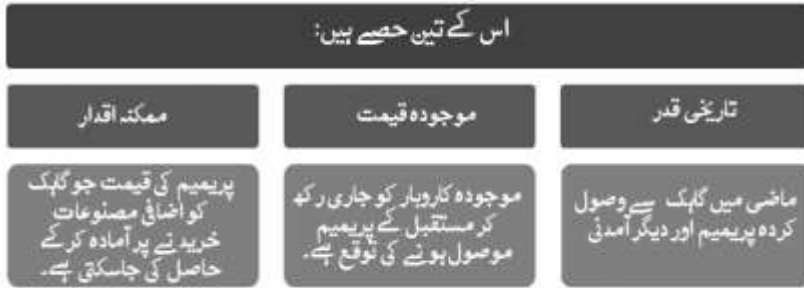 اس کے تین حصے ہیں:
تاریخی قدر
موجودہ قیمت
ممکنہ اقدار
ماضی میں گاہک سے وصول
کردہ پریمیم اور دیگر آمدنی
موجودہ کاروبار کو جاری رکھ
کر مستقبل کے پریمیم
موصول ہونے کی توقع ہے۔
پریمیم کی قیمت جو گاہک
کو اضافی مصنوعات
خریدنے پر آمادہ کر کے
حاصل کی جاسکتی ہے۔